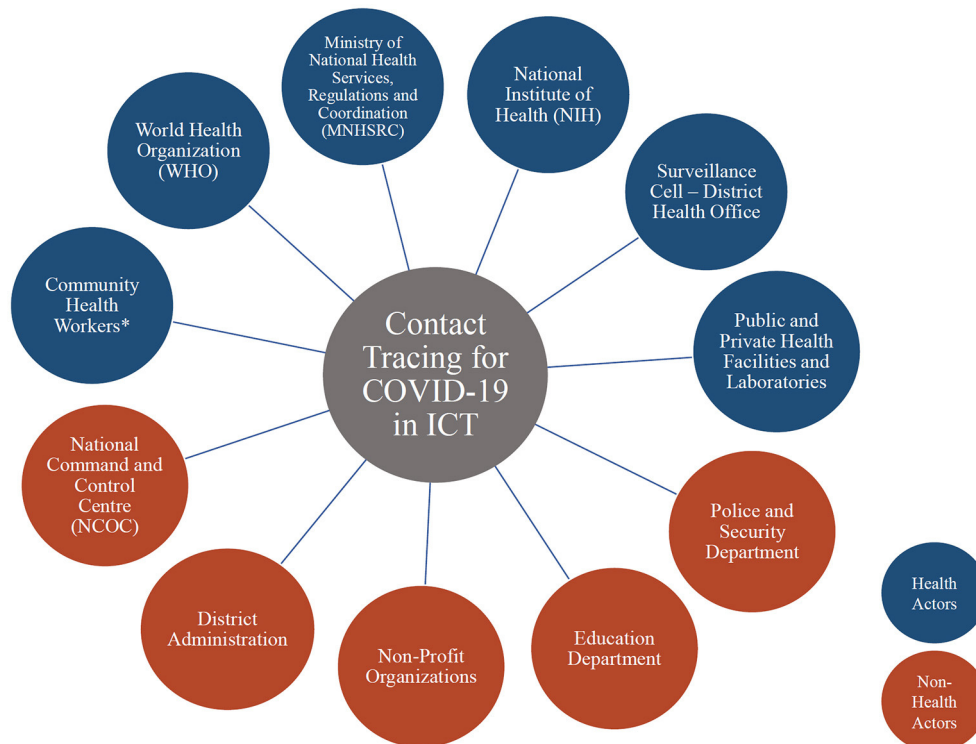 Ministry of
National Health
Services,
Regulations and
Coordination
(MNHSRC)
National
Institute of
Health (NIH)
World Health
Organization
(WHO)
Surveillance
Cell – District
Health Office
Community
Health
Workers*
Public and
Private Health
Facilities and
Laboratories
Contact
Tracing for
COVID-19
in ICT
National
Command and
Control
Centre
(NCOC)
Police and
Security
Department
District
Administration
Non-Profit
Organizations
Education
Department
Health
Actors
Non-
Health
Actors